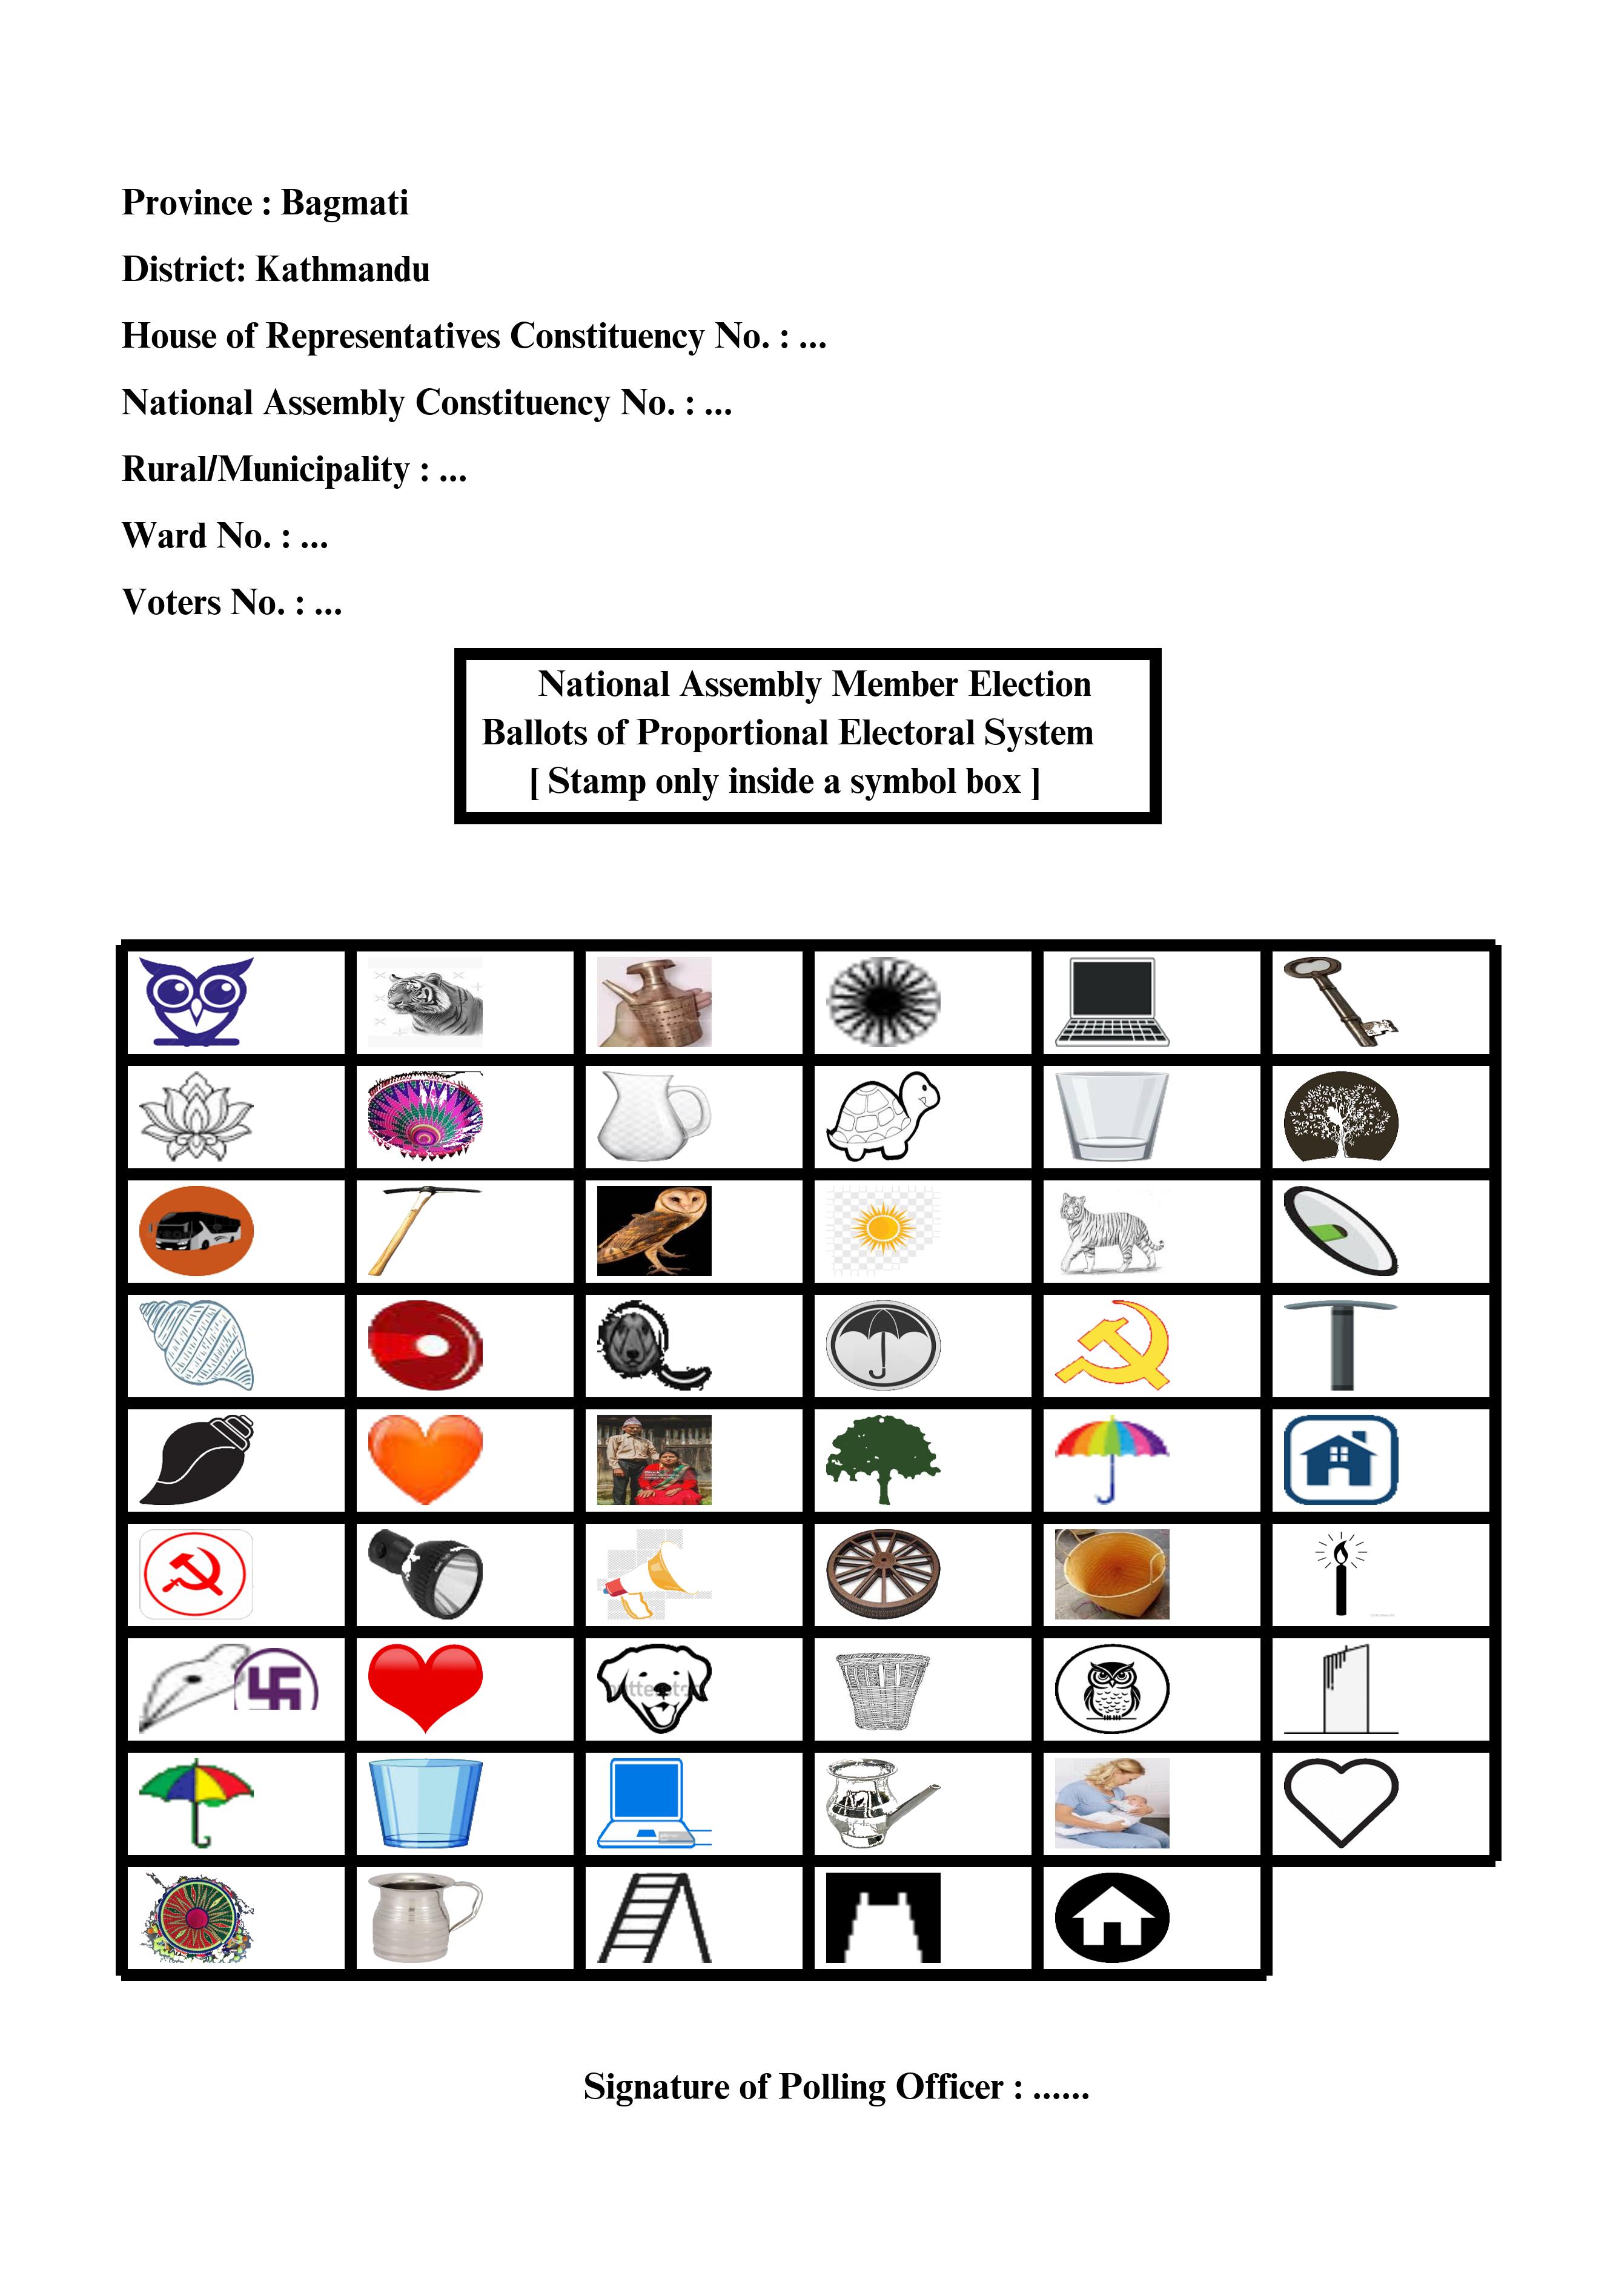 Province : Bagmati
District: Kathmandu
House of Representatives Constituency No. : ...
National Assembly Constituency No. : ...
Rural/Municipality : ...
Ward No. : ...
Voters No. : ...
National Assembly Member Election
Ballots of Proportional Electoral System
[ Stamp only inside a symbol box ]
Signature of Polling Officer : ......